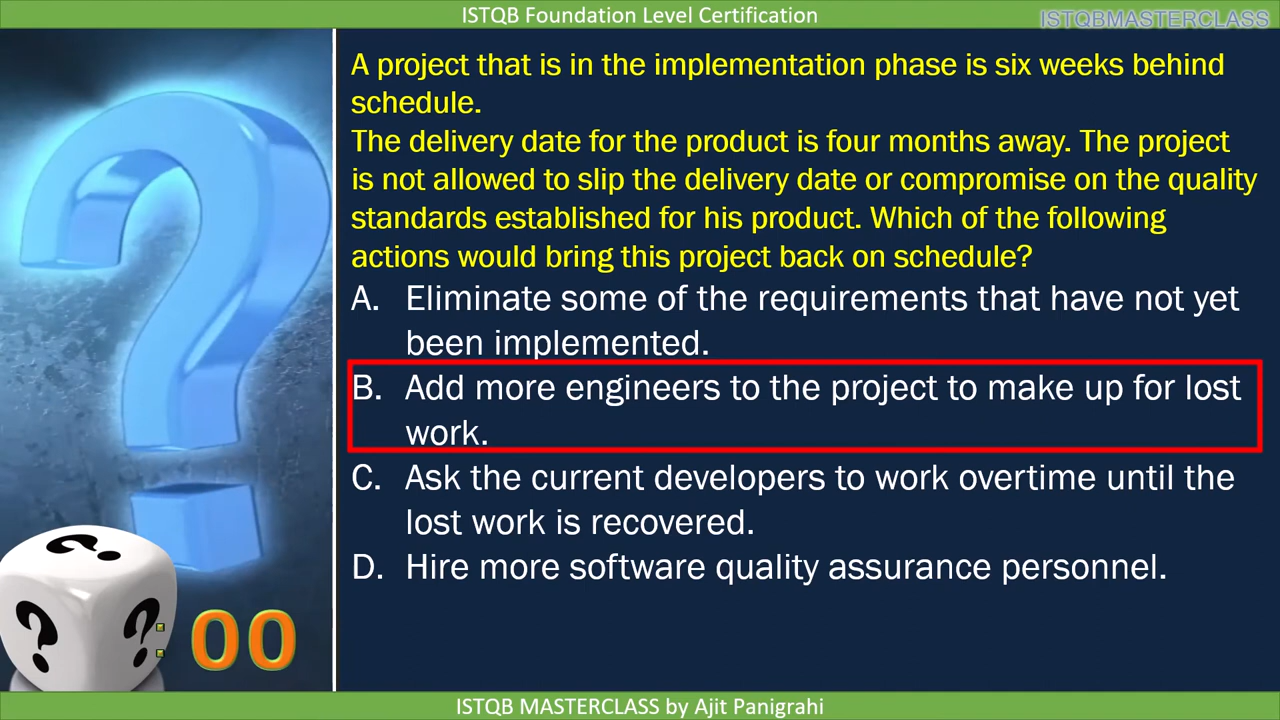 ISTQB Foundation Level Certification
ISTQBMASTERCLASS
A project that is in the implementation phase is six weeks behind
schedule.
The delivery date for the product is four months away. The project
is not allowed to slip the delivery date or compromise on the quality
standards established for his product. Which of the following
actions would bring this project back on schedule?
A. Eliminate some of the requirements that have not yet
been implemented.
B. Add more engineers to the project to make up for lost
work.
C. Ask the current developers to work overtime until the
lost work is recovered.
D. Hire more software quality assurance personnel.
: 00
ISTQB MASTERCLASS by Ajit Panigrahi